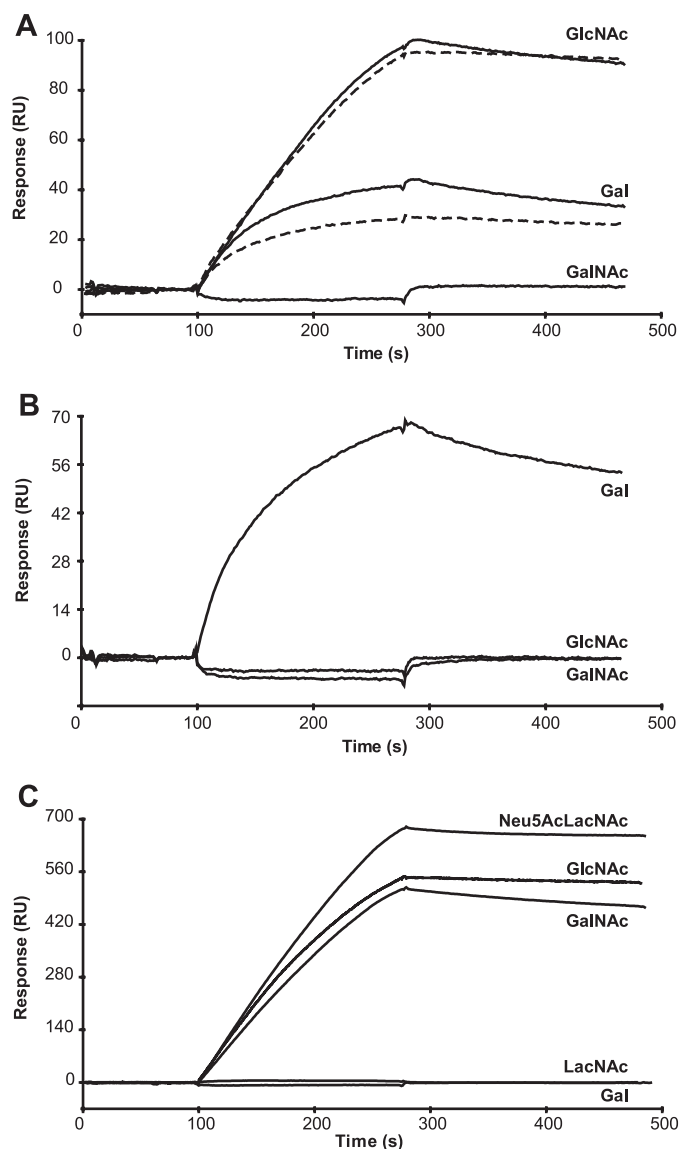 A
Response (RU)
100
80
60
40
20
0
GlcNAc
Gal
GalNAc
0 100 200 300 400 500
Time (s)
B
Response (RU)
70
56
42
28
14
0
Gal
GlcNAc
GalNAc
0 100 200 300 400 500
Time (s)
C
Response (RU)
700
560
420
280
140
0
Neu5AcLacNAc
GlcNAc
GalNAc
LacNAc
Gal
0 100 200 300 400 500
Time (s)